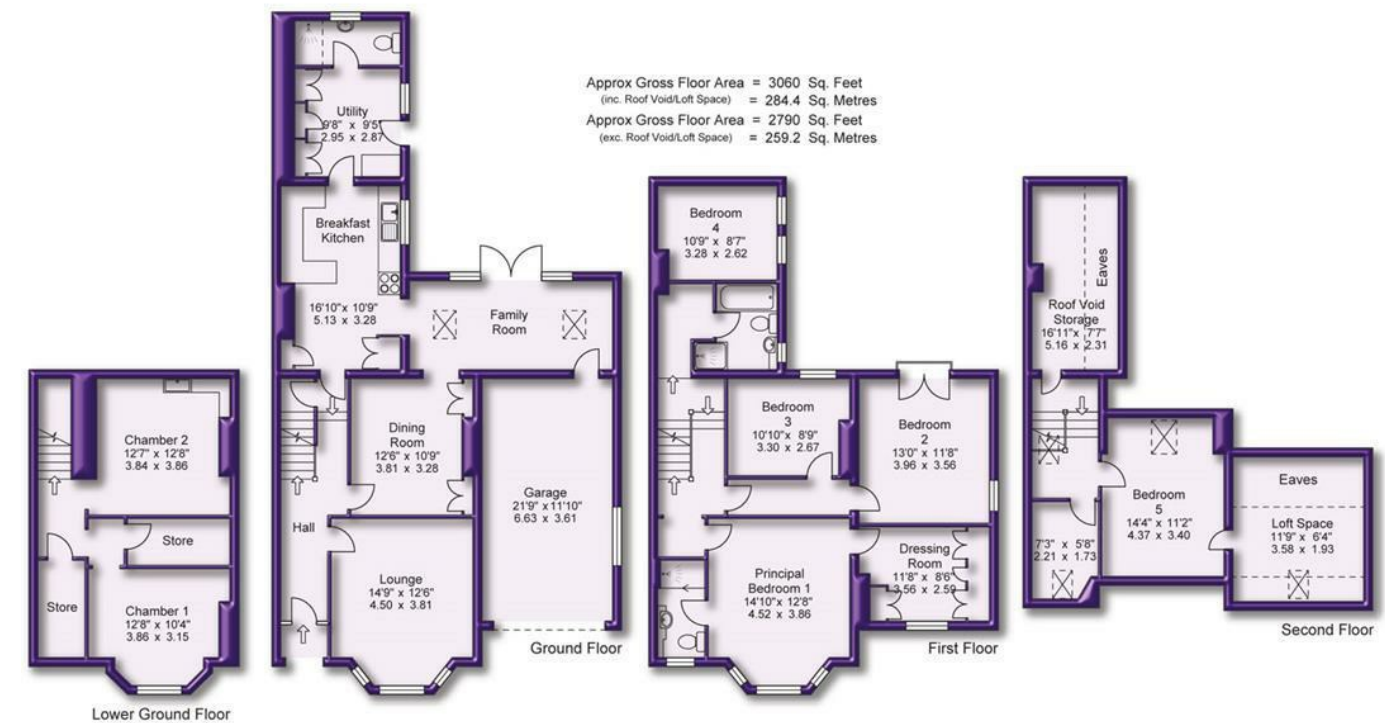 Approx Gross Floor Area = 3060 Sq. Feet
(inc. Roof Void/Loft Space) = 284.4 Sq. Metres
Approx Gross Floor Area = 2790 Sq. Feet
(exc. Roof Void/Loft Space) = 259.2 Sq. Metres
Chamber 2
12'7" x 12'8"
3.84 x 3.86
Store
Store
Chamber 1
12'8" x 10'4"
3.86 x 3.15
Lower Ground Floor
Utility
9'8" x 9'5"
2.95 x 2.87
Breakfast
Kitchen
16'10"x 10'9"
5.13 x 3.28
Family
Room
Dining
Room
12'6" x 10'9"
3.81 x 3.28
Garage
21'9" x11'10"
6.63 x 3.61
Hall
Lounge
14'9" x 12'6"
4.50 x 3.81
Ground Floor
Bedroom
4
10'9" x 8'7"
3.28 x 2.62
Bedroom
3
10'10"x 8'9"
3.30 x 2.67
Bedroom
2
13'0" x 11'8"
3.96 x 3.56
Dressing
Room
11'8" x 8'6"
3.56 x 2.59
Principal
Bedroom 1
14'10" x 12'8"
4.52 x 3.86
First Floor
Eaves
Roof Void
Storage
16'11"x 7'7"
5.16 x 2.31
Bedroom
5
14'4" x 11'2"
4.37 x 3.40
7'3" x 5'8"
2.21 x 1.73
Eaves
Loft Space
11'9" x 6'4"
3.58 x 1.93
Second Floor